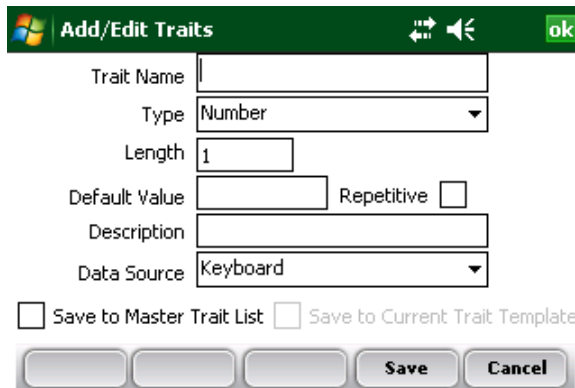 Add/Edit Traits ok
Trait Name
Type Number
Length 1
Default Value Repetitive
Description
Data Source Keyboard
Save to Master Trait List Save to Current Trait Template
Save Cancel